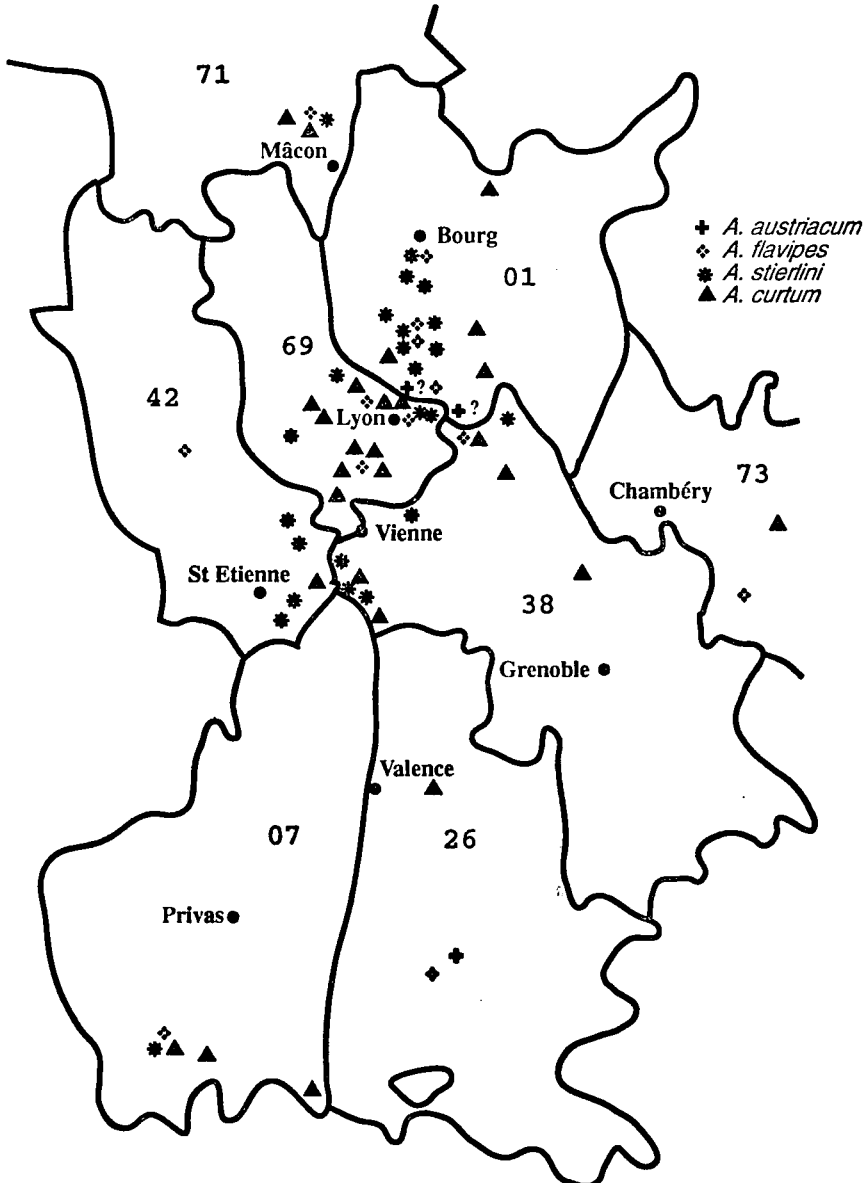 71
Mâcon
Bourg
01
+ A. austriacum
A. flavipes
A. stierlini
A. curtum
69
42
?
?
Lyon
73
Chambéry
Vienne
St Etienne
38
Grenoble
Valence
07
26
Privas